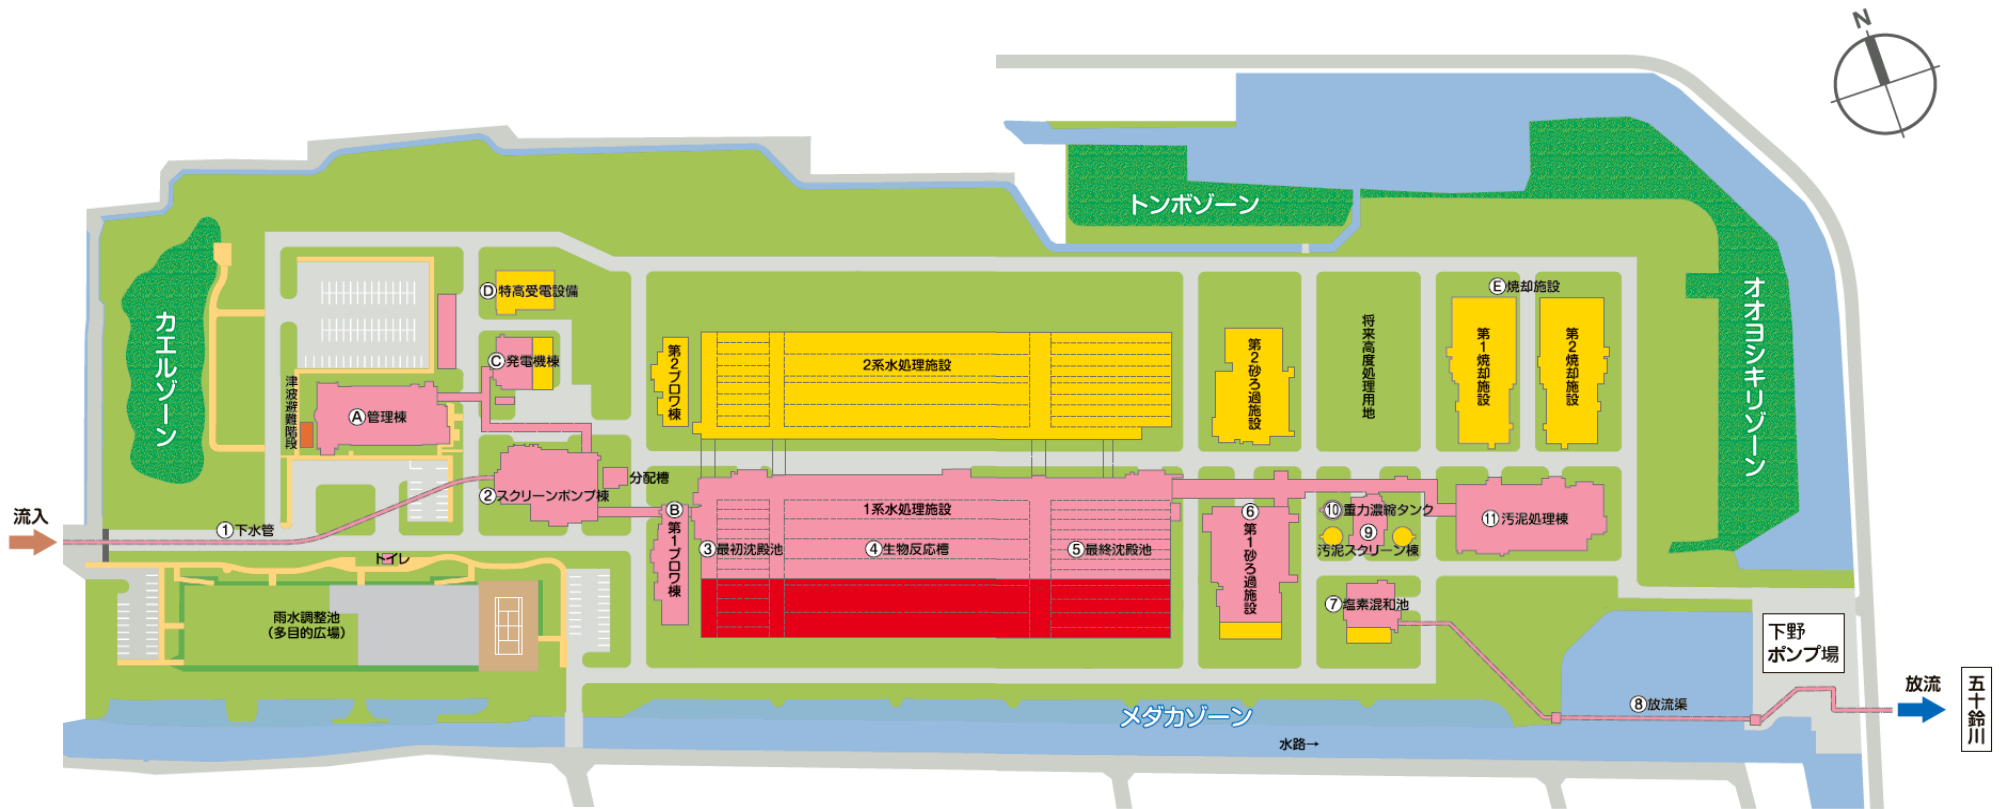 N
トンボゾーン
カエルゾーン
オオヨシキリゾーン
Ⓓ特高受電設備
Ⓒ発電機棟
津波避難階段
Ⓐ管理棟
第2ブロワ棟
2系水処理施設
第2砂ろ過施設
将来高度処理用地
Ⓔ焼却施設
第1焼却施設
第2焼却施設
流入
①下水管
②スクリーンポンプ棟
分配槽
Ⓑ第1ブロワ棟
1系水処理施設
③最初沈殿池
④生物反応槽
⑤最終沈殿池
⑥第1砂ろ過施設
⑩重力濃縮タンク
⑨
汚泥スクリーン棟
⑪汚泥処理棟
⑦塩素混和池
トイレ
雨水調整池
(多目的広場)
下野
ポンプ場
放流
五十鈴川
⑧放流渠
メダカゾーン
水路→